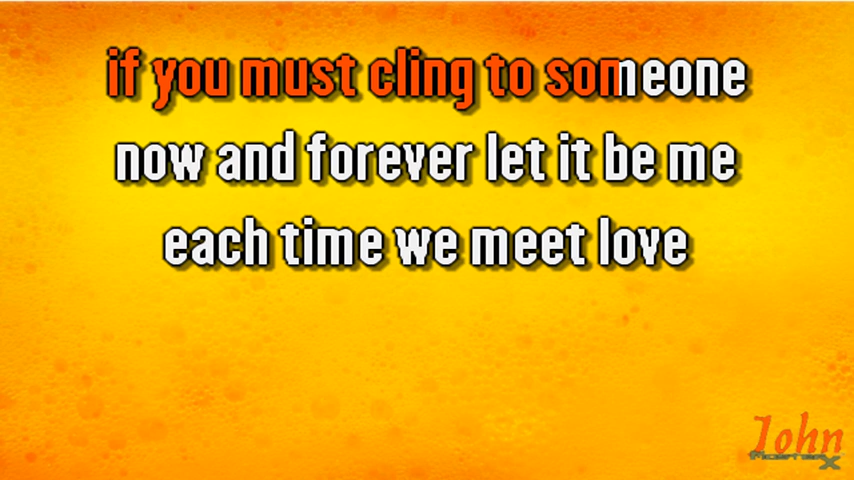 if you must cling to someone
now and forever let it be me
each time we meet love
John